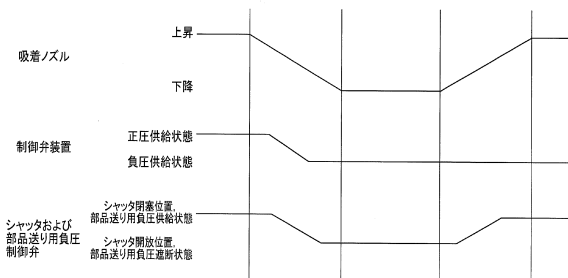 上昇
吸着ノズル
下降
正圧供給状態
制御弁装置
負圧供給状態
シャッタ閉塞位置,
部品送り用負圧供給状態
シャッタおよび
部品送り用負圧
制御弁
シャッタ開放位置,
部品送り用負圧遮断状態